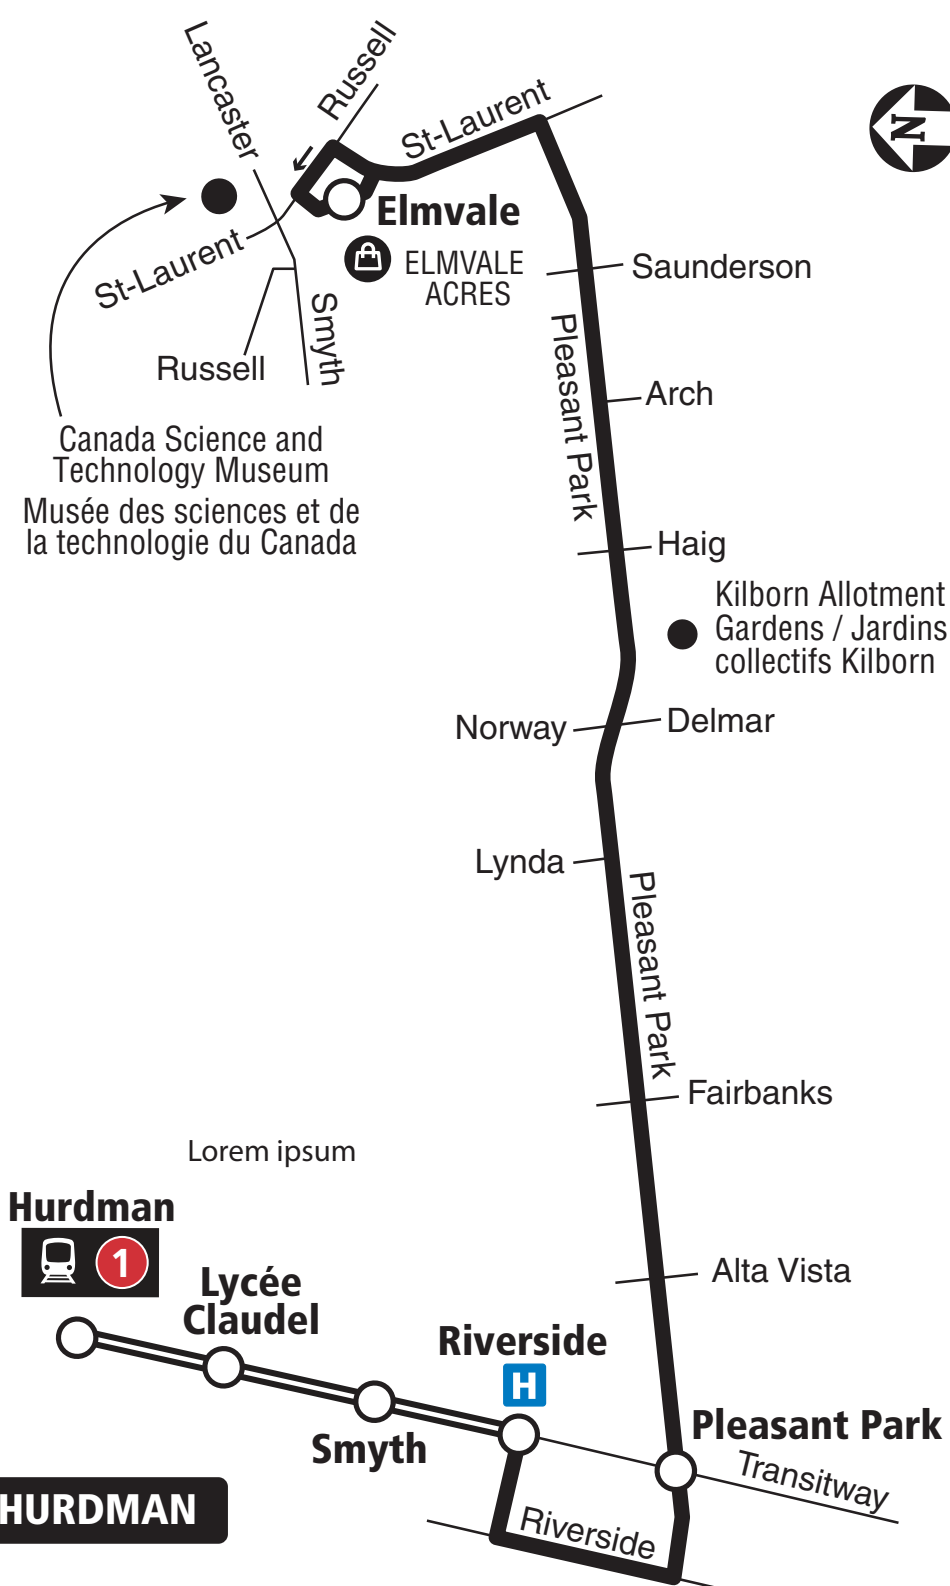 Lancaster
Russell
St-Laurent
N
Elmvale
St-Laurent
ELMVALE
ACRES
Saunderson
Smyth
Pleasant Park
Russell
Arch
Canada Science and
Technology Museum
Musée des sciences et de
la technologie du Canada
Haig
Kilborn Allotment
Gardens / Jardins
collectifs Kilborn
Norway
Delmar
Lynda
Pleasant Park
Fairbanks
Lorem ipsum
Hurdman
1
Alta Vista
Lycée
Claudel
Riverside
H
Pleasant Park
Smyth
Transitway
HURDMAN
Riverside